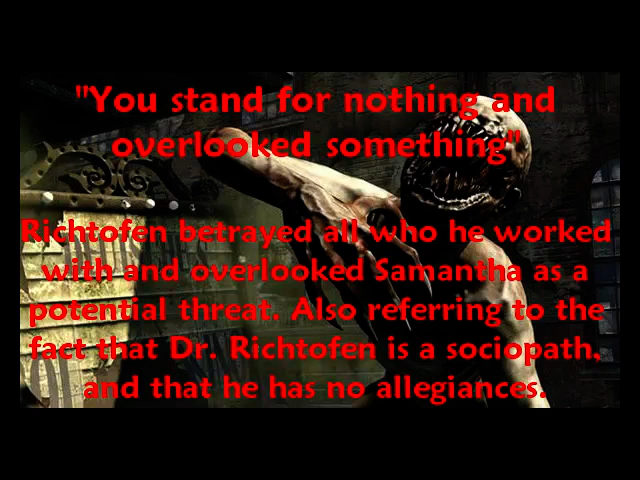 "You stand for nothing and
overlooked something"
Richtofen betrayed all who he worked
with and overlooked Samantha as a
potential threat. Also referring to the
fact that Dr. Richtofen is a sociopath,
and that he has no allegiances.